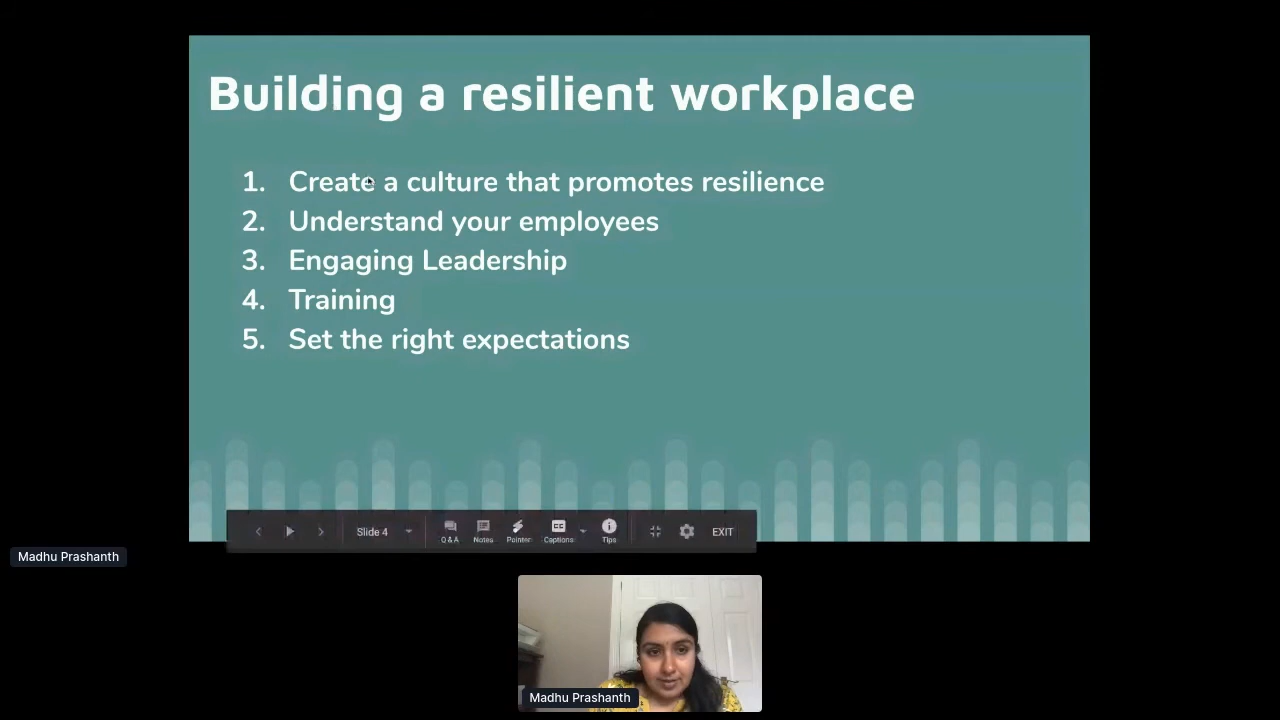 Building a resilient workplace
1. Create a culture that promotes resilience
2. Understand your employees
3. Engaging Leadership
4. Training
5. Set the right expectations
Slide 4
Q & A
Notes
Pointer
Captions
Tips
EXIT
Madhu Prashanth
Madhu Prashanth